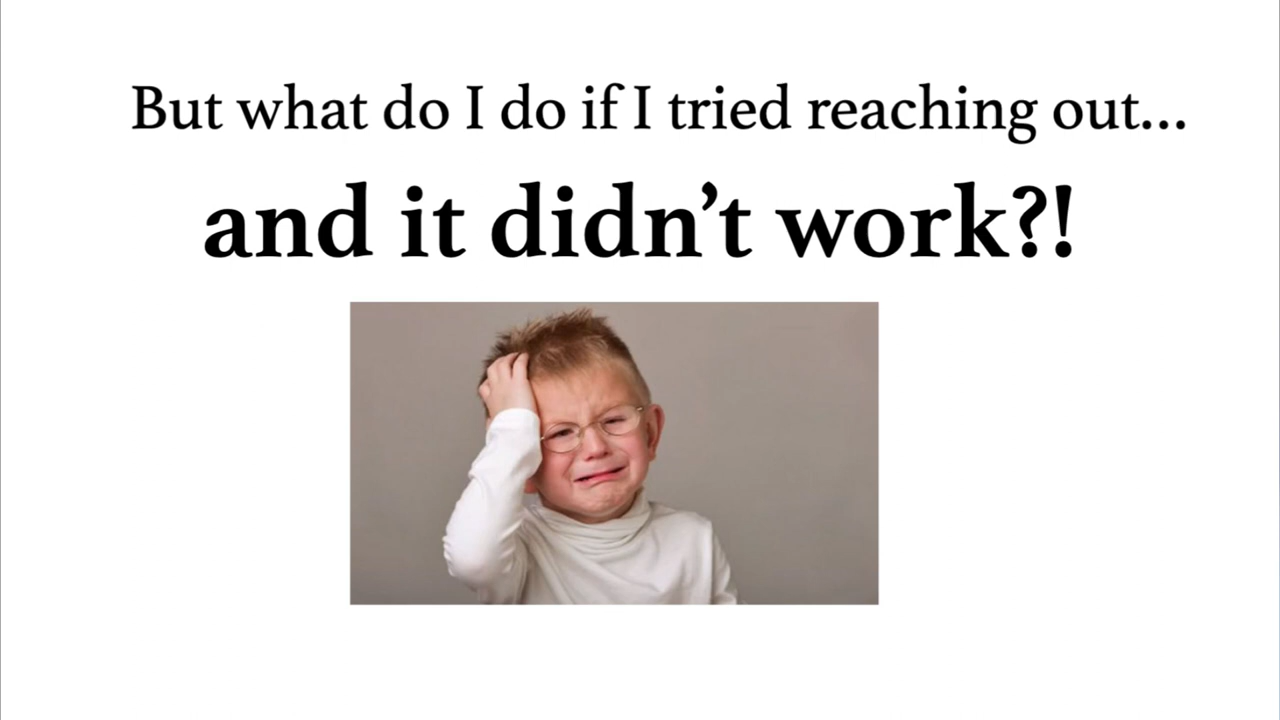 But what do I do if I tried reaching out...
and it didn’t work?!